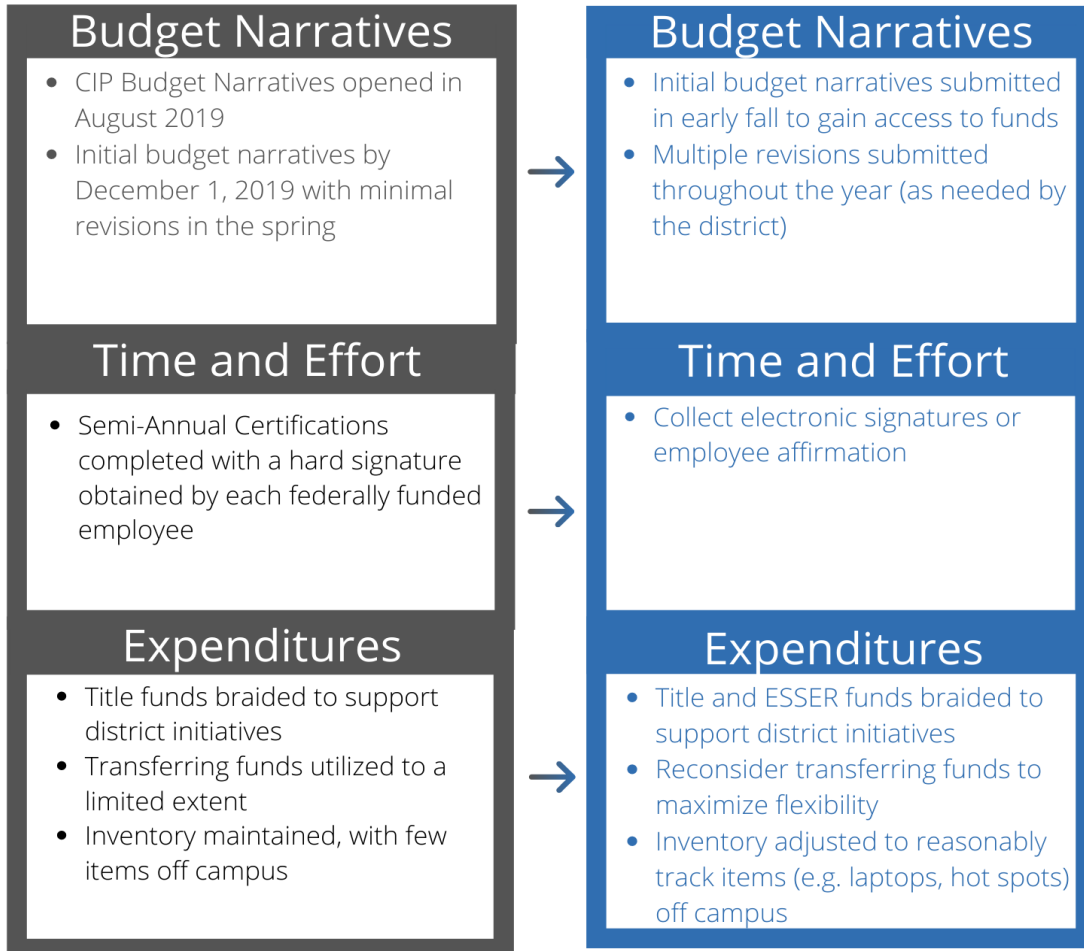 Budget Narratives
• CIP Budget Narratives opened in
August 2019
• Initial budget narratives by
December 1, 2019 with minimal
revisions in the spring
Budget Narratives
• Initial budget narratives submitted
in early fall to gain access to funds
• Multiple revisions submitted
throughout the year (as needed by
the district)
Time and Effort
• Semi-Annual Certifications
completed with a hard signature
obtained by each federally funded
employee
Time and Effort
• Collect electronic signatures or
employee affirmation
Expenditures
• Title funds braided to support
district initiatives
• Transferring funds utilized to a
limited extent
• Inventory maintained, with few
items off campus
Expenditures
• Title and ESSER funds braided to
support district initiatives
• Reconsider transferring funds to
maximize flexibility
• Inventory adjusted to reasonably
track items (e.g. laptops, hot spots)
off campus